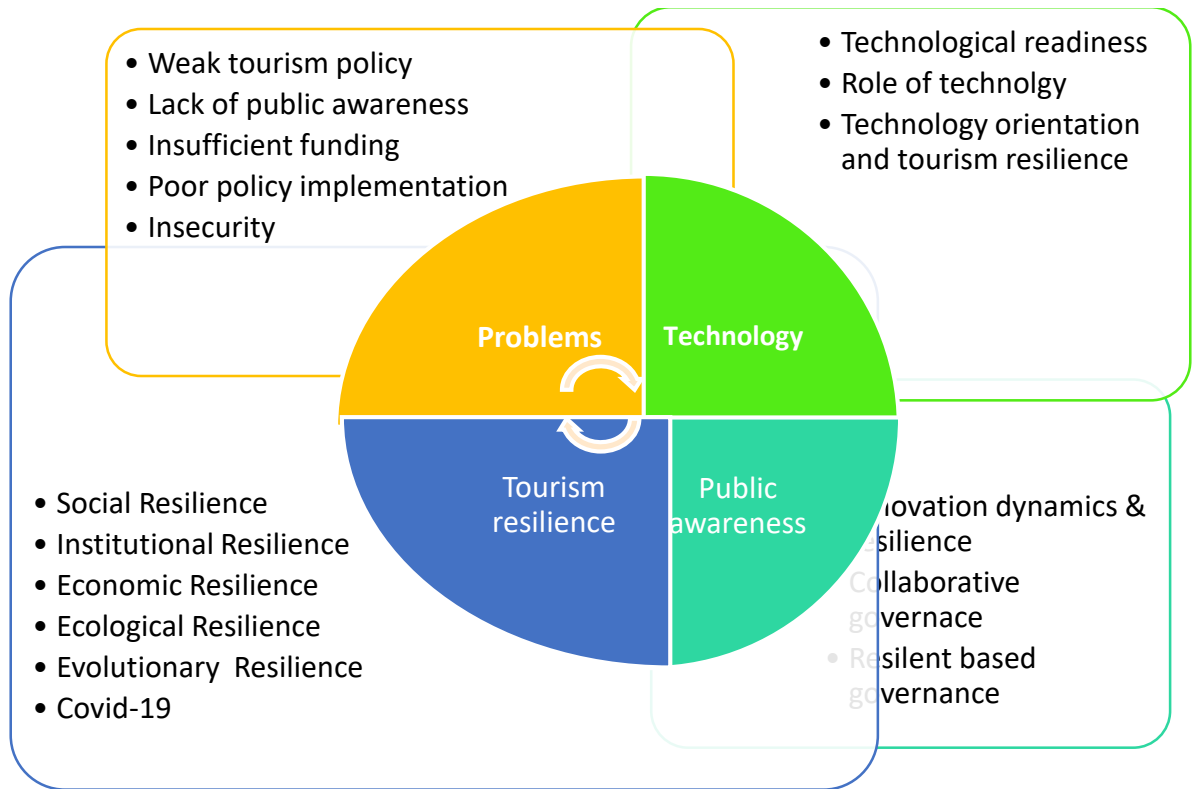 • Weak tourism policy
• Lack of public awareness
• Insufficient funding
• Poor policy implementation
• Insecurity
• Technological readiness
• Role of technolgy
• Technology orientation
and tourism resilience
Problems
Technology
Tourism
resilience
Public
awareness
• Social Resilience
• Institutional Resilience
• Economic Resilience
• Ecological Resilience
• Evolutionary Resilience
• Covid-19
novation dynamics &
esilience
Collaborative
governace
• Resilent based
governance